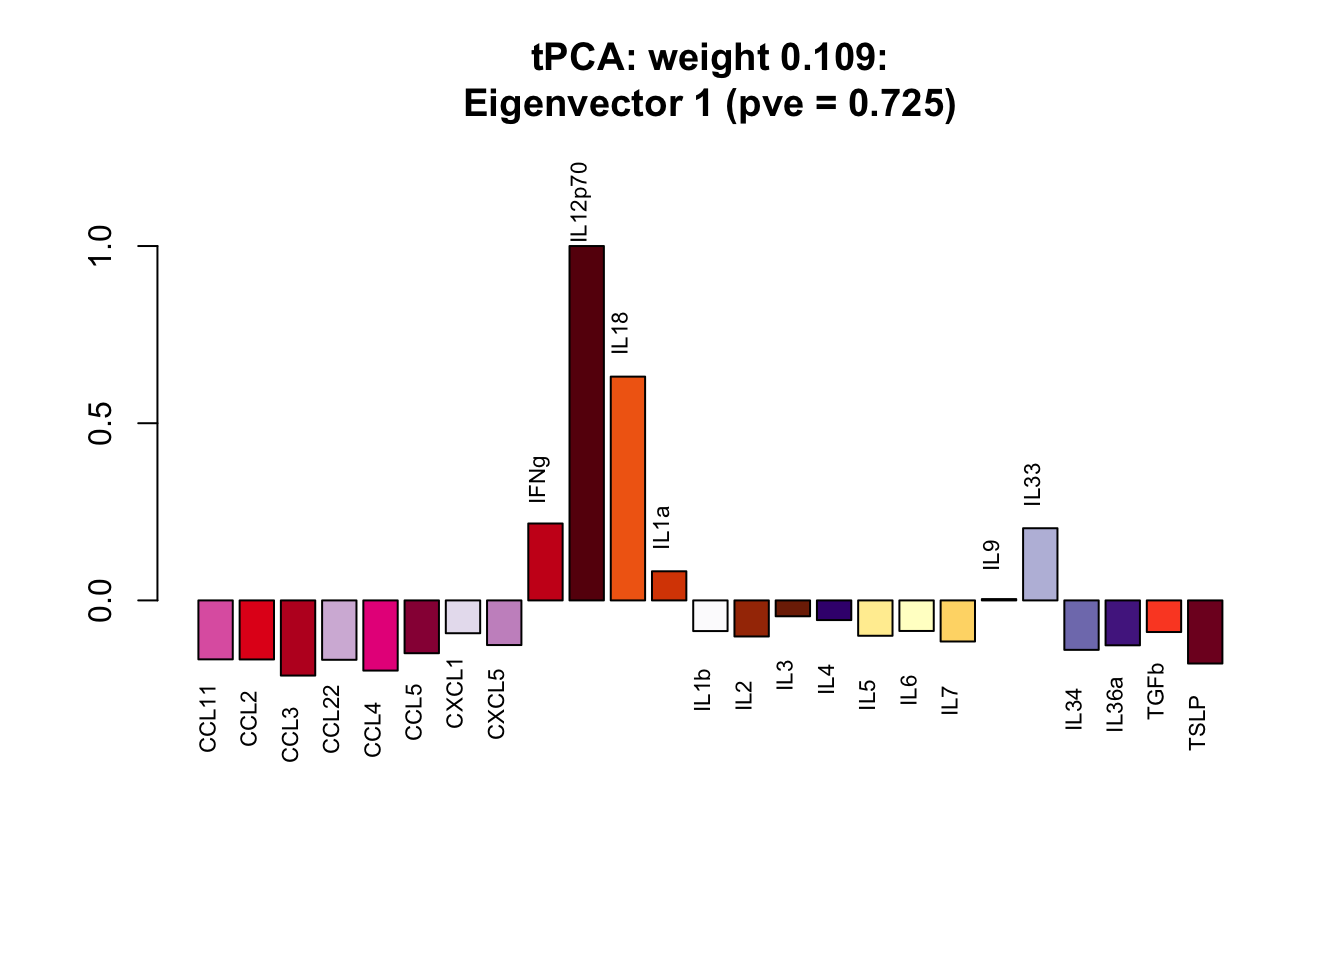 tPCA: weight 0.109:
Eigenvector 1 (pve = 0.725)
1.0
0.5
0.0
CCL11
CCL2
CCL3
CCL22
CCL4
CCL5
CXCL1
CXCL5
IFNg
IL12p70
IL18
IL1a
IL1b
IL2
IL3
IL4
IL5
IL6
IL7
IL9
IL33
IL34
IL36a
TGFb
TSLP